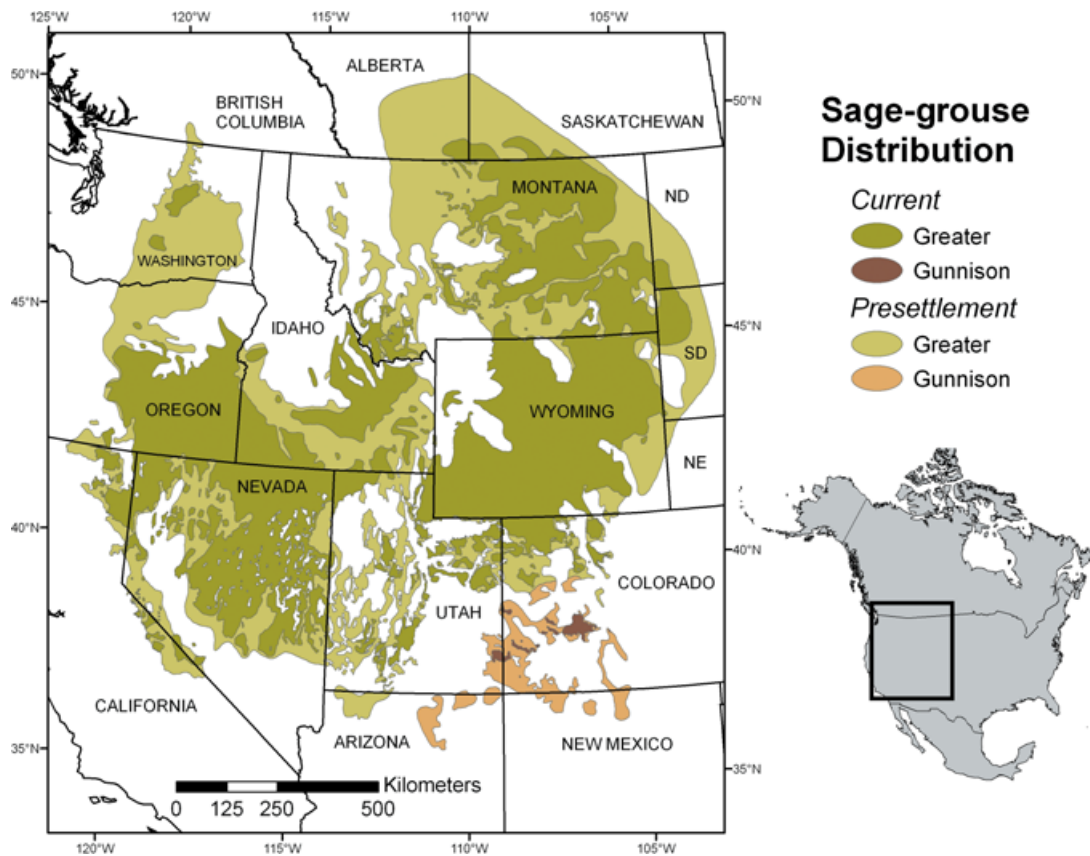 125°W
120°W
115°W
110°W
105°W
50°N
50°N
ALBERTA
BRITISH
COLUMBIA
SASKATCHEWAN
MONTANA
ND
WASHINGTON
45°N
45°N
IDAHO
SD
OREGON
WYOMING
NE
NEVADA
40°N
40°N
COLORADO
UTAH
CALIFORNIA
ARIZONA
NEW MEXICO
35°N
35°N
Kilometers
0 125 250 500
120°W
115°W
110°W
105°W
Sage-grouse
Distribution
Current
Greater
Gunnison
Presettlement
Greater
Gunnison